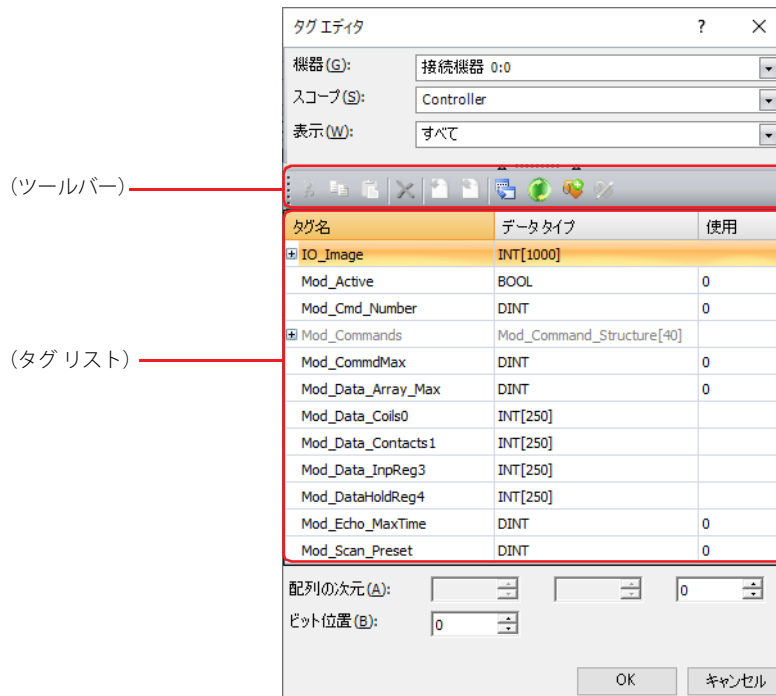 タグ エディタ ?
機器(G): 接続機器 0:0
スコープ(S): Controller
表示(W): すべて
(ツールバー)
タグ名 データ タイプ 使用
IO_Image INT[1000]
Mod_Active BOOL 0
Mod_Cmd_Number DINT 0
Mod_Commands Mod_Command_Structure[40]
(タグ リスト)
Mod_CommdMax DINT 0
Mod_Data_Array_Max DINT 0
Mod_Data_Coils0 INT[250]
Mod_Data_Contacts1 INT[250]
Mod_Data_InpReg3 INT[250]
Mod_DataHoldReg4 INT[250]
Mod_Echo_MaxTime DINT 0
Mod_Scan_Preset DINT 0
配列の次元(A): 0
ビット位置(B): 0
OK キャンセル